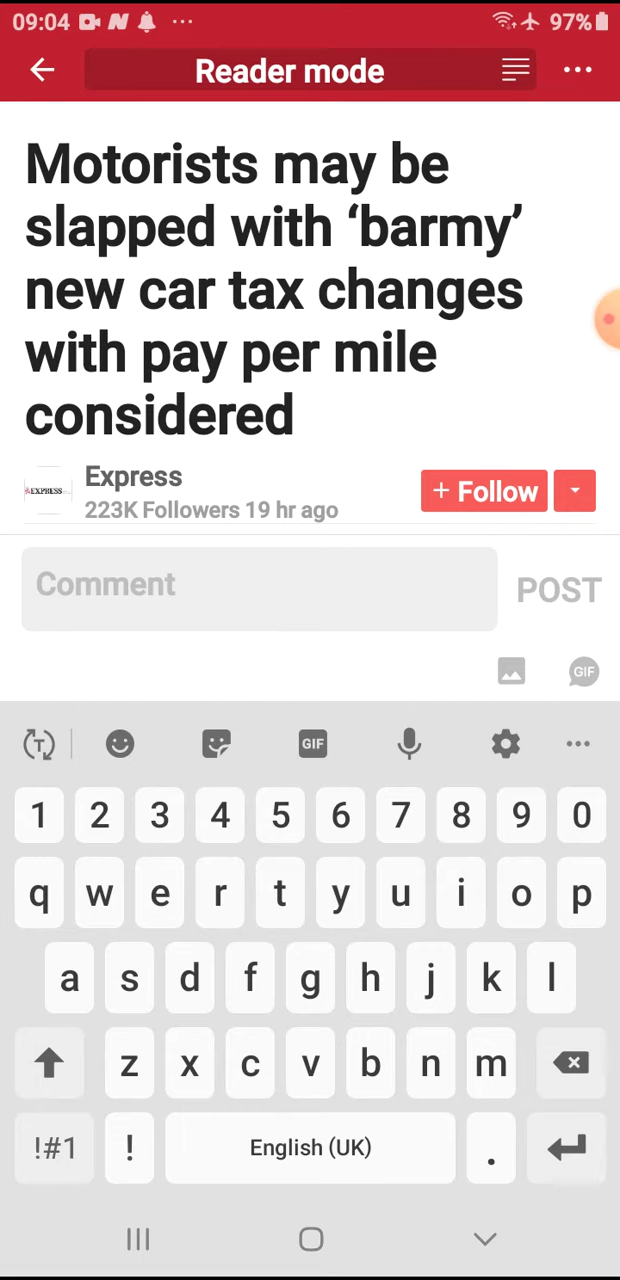 09:04 97%
Reader mode
Motorists may be
slapped with ‘barmy’
new car tax changes
with pay per mile
considered
EXPRESS
Express
223K Followers 19 hr ago
+ Follow
Comment
POST
GIF
T GIF
1 2 3 4 5 6 7 8 9 0
q w e r t y u i o p
a s d f g h j k l
z x c v b n m
!#1 ! English (UK) .